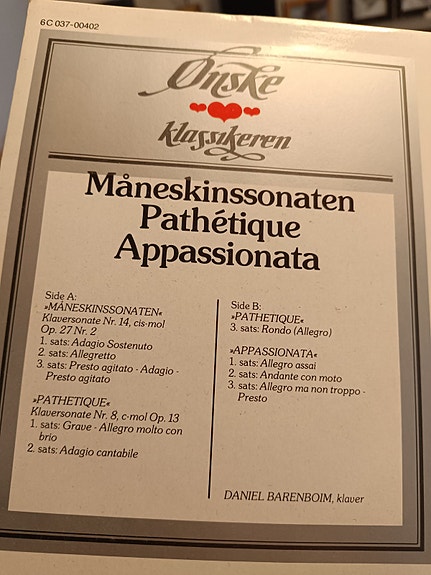 6C 037-00402
Ønske
klassikeren
Måneskinssonaten
Pathétique
Appassionata
Side A:
»MÅNESKINSSONATEN«
Klaversonate Nr. 14, cis-mol
Op. 27 Nr. 2
1. sats: Adagio Sostenuto
2. sats: Allegretto
3. sats: Presto agitato - Adagio -
Presto agitato
»PATHETIQUE«
Klaversonate Nr. 8, c-mol Op. 13
1. sats: Grave - Allegro molto con
brio
2. sats: Adagio cantabile
Side B:
»PATHETIQUE«
3. sats: Rondo (Allegro)
»APPASSIONATA«
1. sats: Allegro assai
2. sats: Andante con moto
3. sats: Allegro ma non troppo -
Presto
DANIEL BARENBOIM, klaver